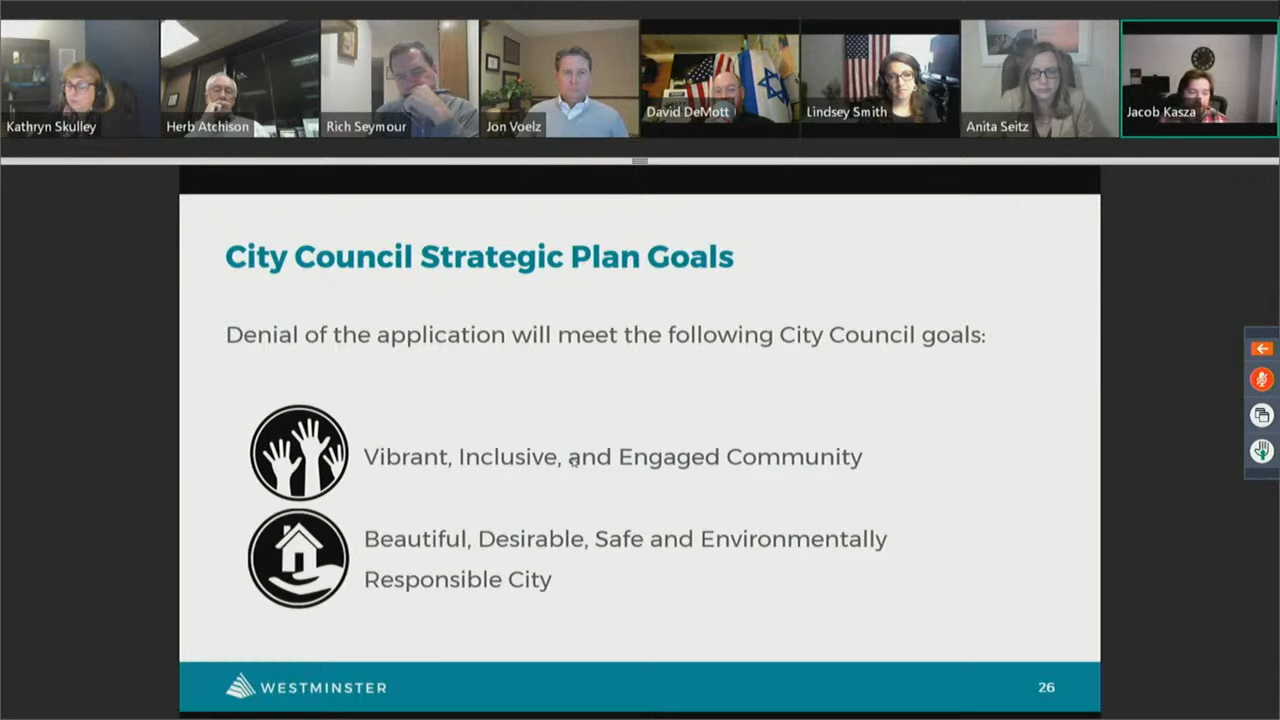 Kathryn Skulley
Herb Atchison
Rich Seymour
Jon Voelz
David DeMott
Lindsey Smith
Anita Seitz
Jacob Kasza
City Council Strategic Plan Goals
Denial of the application will meet the following City Council goals:
Vibrant, Inclusive, and Engaged Community
Beautiful, Desirable, Safe and Environmentally
Responsible City
WESTMINSTER
26